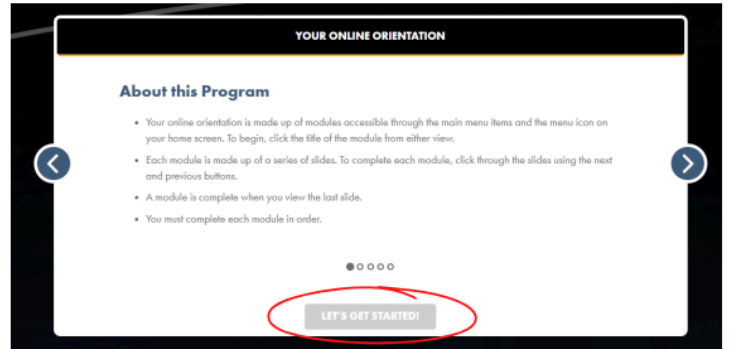 YOUR ONLINE ORIENTATION
About this Program
• Your online orientation is made up of modules accessible through the main menu items and the menu icon on
your home screen. To begin, click the title of the module from either view.
• Each module is made up of a series of slides. To complete each module, click through the slides using the next
and previous buttons.
• A module is complete when you view the last slide.
• You must complete each module in order.
LET'S GET STARTED!